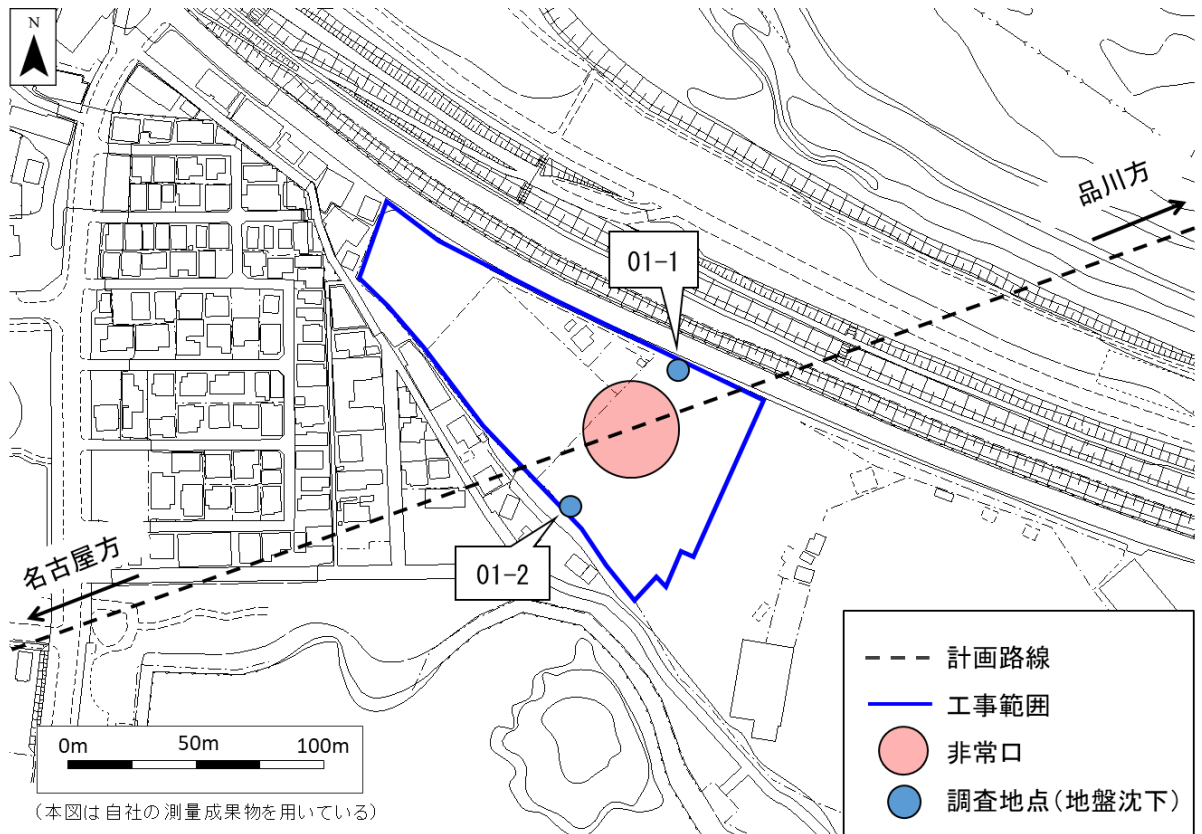 N
品川方
01-1
01-2
名古屋方
0m 50m 100m
(本図は自社の測量成果物を用いている)
計画路線
工事範囲
非常口
調査地点(地盤沈下)